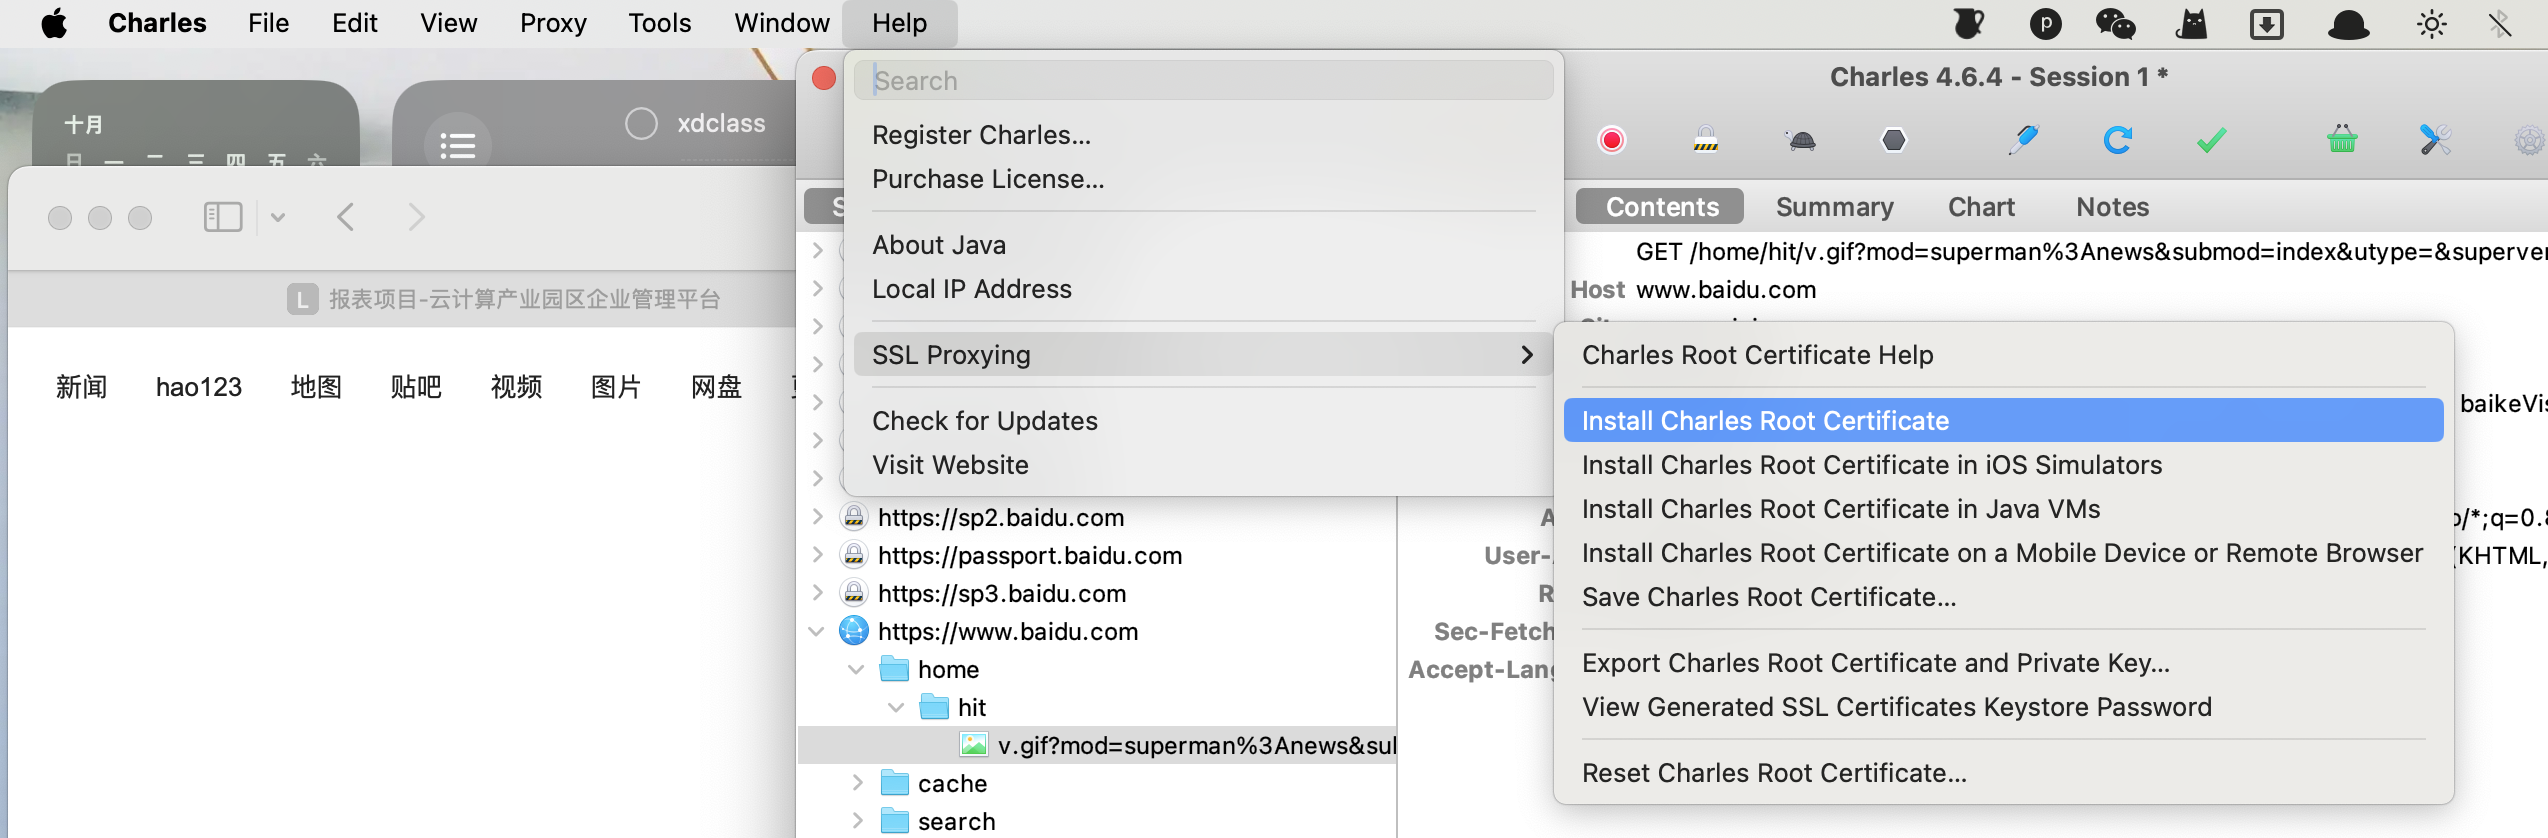 Charles File Edit View Proxy Tools Window Help
十月
日 一 二 三 四 五 六
xdclass
L 报表项目-云计算产业园区企业管理平台
新闻 hao123 地图 贴吧 视频 图片 网盘
Search
Register Charles...
Purchase License...
About Java
Local IP Address
SSL Proxying
Check for Updates
Visit Website
https://sp2.baidu.com
https://passport.baidu.com
https://sp3.baidu.com
https://www.baidu.com
home
hit
v.gif?mod=superman%3Anews&sul
cache
search
Charles 4.6.4 - Session 1 *
Contents Summary Chart Notes
GET /home/hit/v.gif?mod=superman%3Anews&submod=index&utype=&superve
Host www.baidu.com
baikeVis
A
/*;q=0.8
User-
(KHTML,
R
Sec-Fetch
Accept-Lang
Charles Root Certificate Help
Install Charles Root Certificate
Install Charles Root Certificate in iOS Simulators
Install Charles Root Certificate in Java VMs
Install Charles Root Certificate on a Mobile Device or Remote Browser
Save Charles Root Certificate...
Export Charles Root Certificate and Private Key...
View Generated SSL Certificates Keystore Password
Reset Charles Root Certificate...